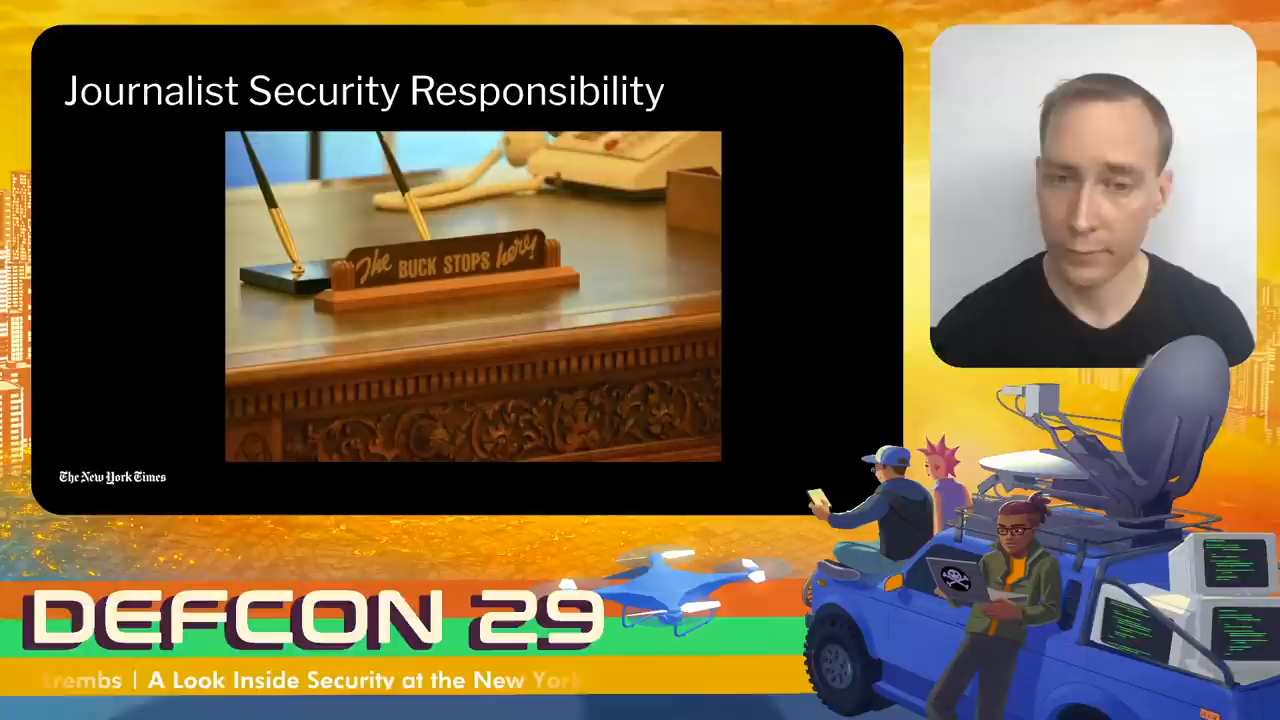 Journalist Security Responsibility
The BUCK STOPS here!
The New York Times
DEFCON 29
rembs | A Look Inside Security at the New York